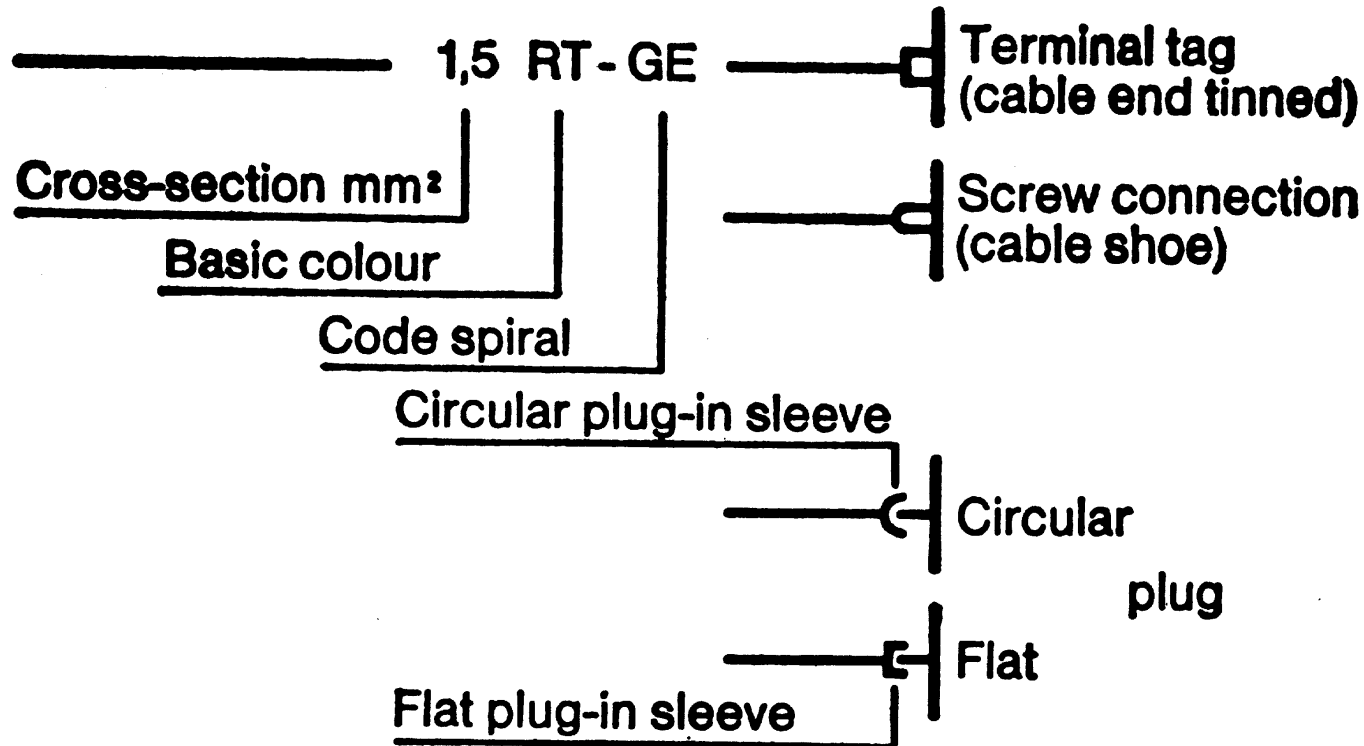 1,5 RT-GE
Terminal tag
(cable end tinned)
Cross-section mm²
Screw connection
(cable shoe)
Basic colour
Code spiral
Circular plug-in sleeve
Circular
plug
Flat
Flat plug-in sleeve